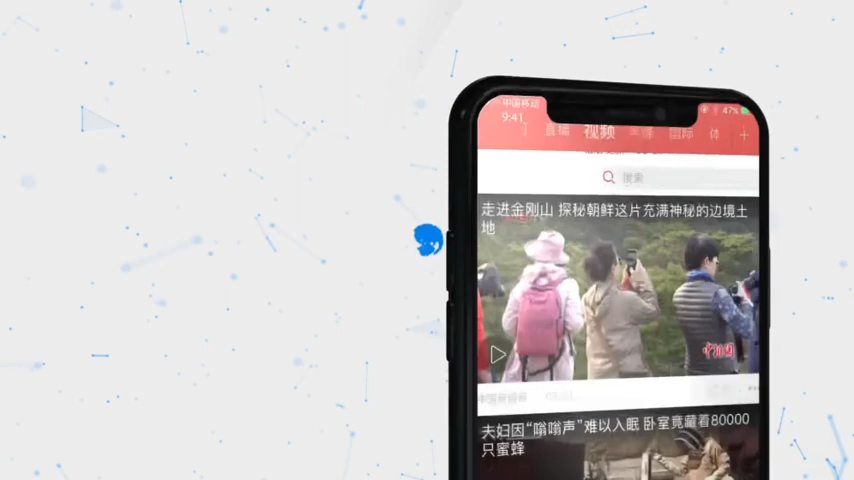 中国移动
47%
9:41
直播 视频 国际 体 +
搜索
走进金刚山 探秘朝鲜这片充满神秘的边境土
地
夫妇因“嗡嗡声”难以入眠 卧室竟藏着80000
只蜜蜂